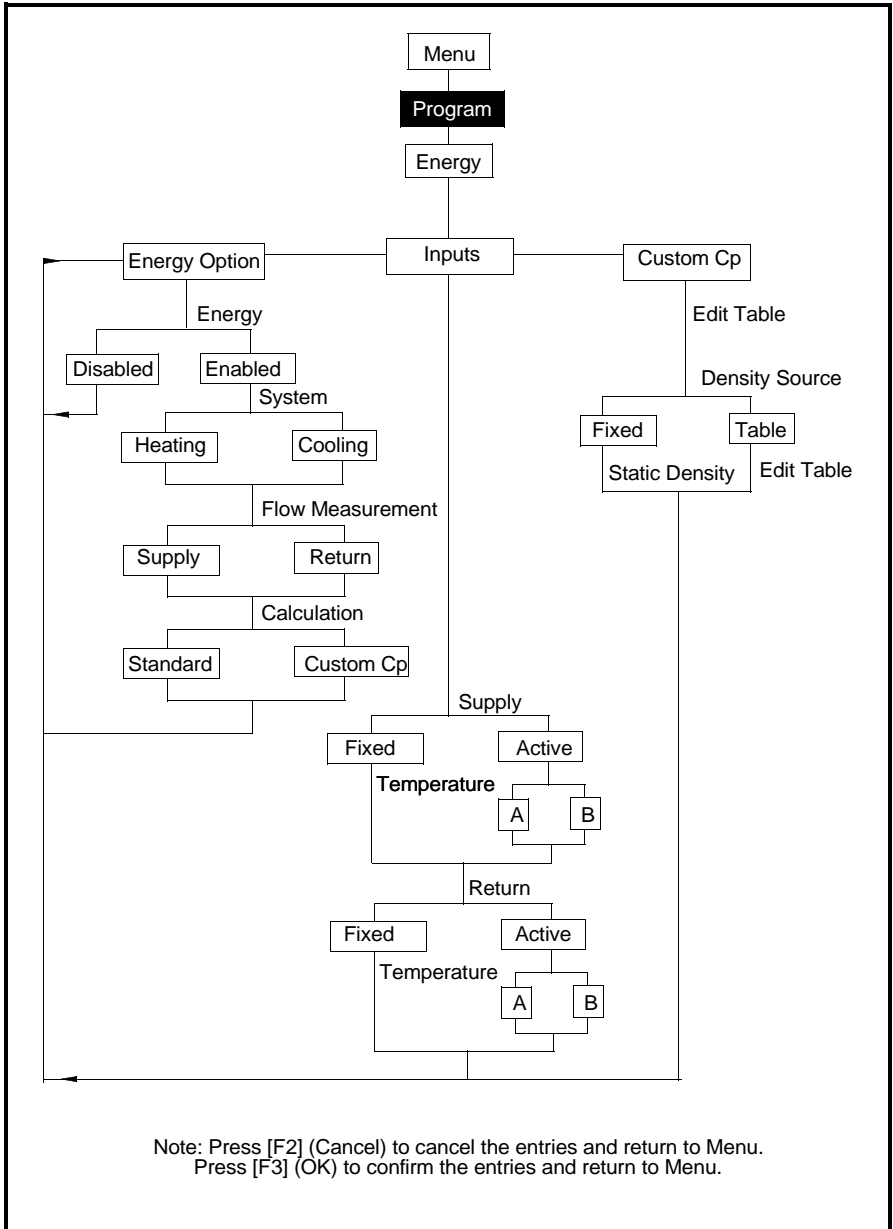 Menu
Program
Energy
Energy Option
Inputs
Custom Cp
Energy
Edit Table
Disabled
Enabled
Density Source
System
Fixed
Table
Heating
Cooling
Static Density
Edit Table
Flow Measurement
Supply
Return
Calculation
Standard
Custom Cp
Supply
Fixed
Active
Temperature
A
B
Return
Fixed
Active
Temperature
A
B
Note: Press [F2] (Cancel) to cancel the entries and return to Menu.
Press [F3] (OK) to confirm the entries and return to Menu.